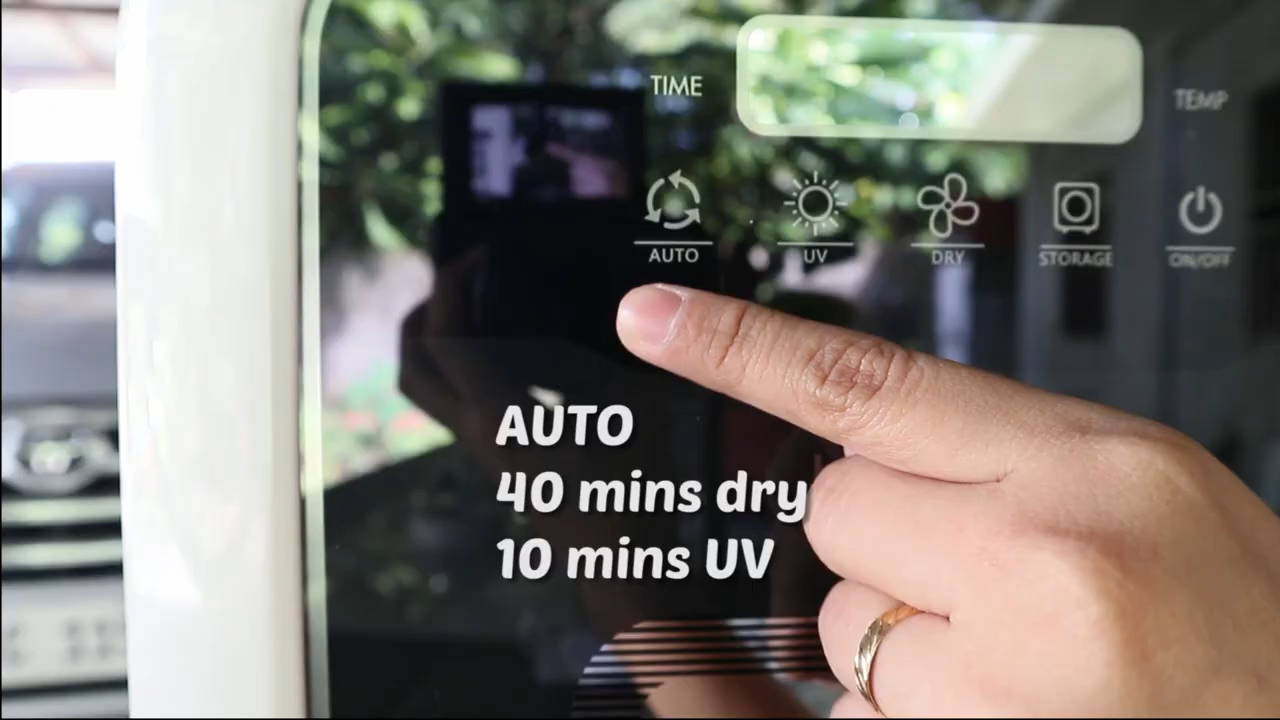 TIME
TEMP
AUTO
UV
DRY
STORAGE
ON/OFF
AUTO
40 mins dry
10 mins UV